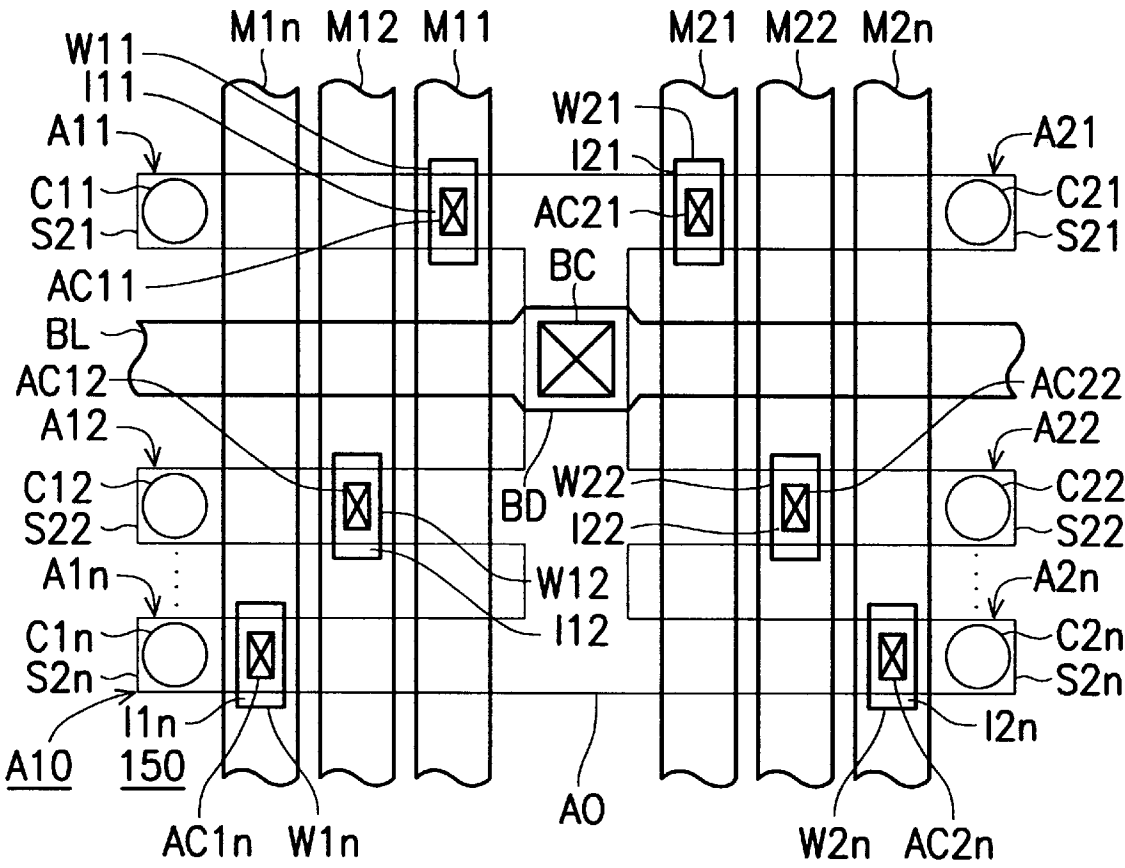 M1n M12 M11 M21 M22 M2n
W11
I11
W21
A11 I21 A21
C11 AC21 C21
S21 S21
AC11 BC
BL
AC12 AC22
A12 A22
C12 W22 C22
S22 BD I22 S22
A1n W12 A2n
C1n I12 C2n
S2n S2n
I1n I2n
A10 150
AO
AC1n W1n W2n AC2n